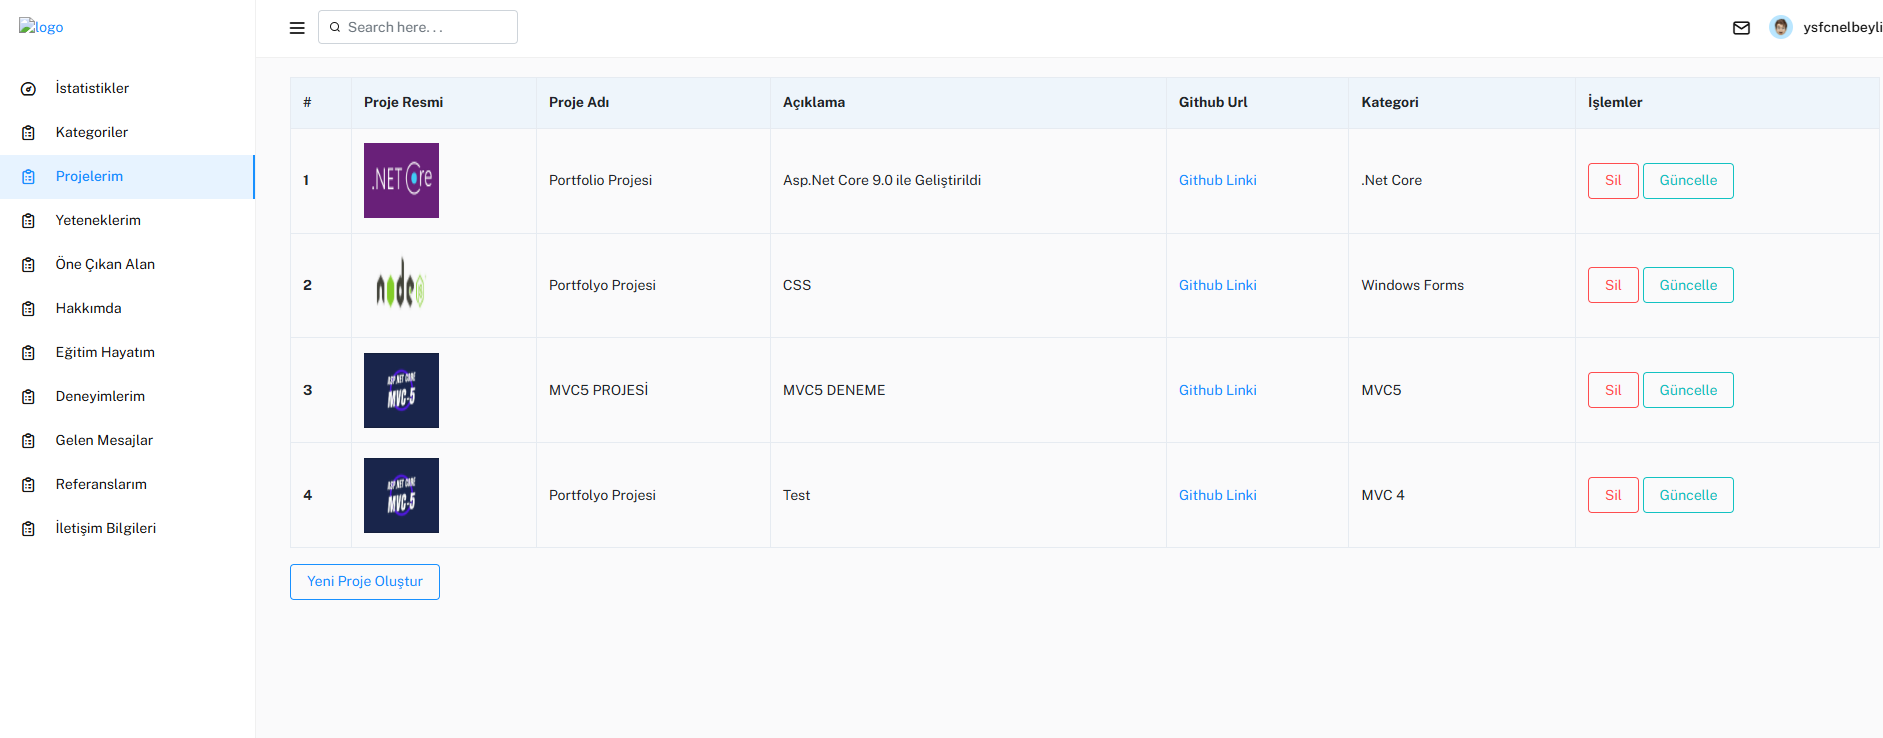 logo
Search here...
ysfcnelbeyli
İstatistikler
Kategoriler
Projelerim
Yeteneklerim
Öne Çıkan Alan
Hakkımda
Eğitim Hayatım
Deneyimlerim
Gelen Mesajlar
Referanslarım
İletişim Bilgileri
# Proje Resmi Proje Adı Açıklama Github Url Kategori İşlemler
1 .NET Core Portfolio Projesi Asp.Net Core 9.0 ile Geliştirildi Github Linki .Net Core Sil Güncelle
2 node Portfolyo Projesi CSS Github Linki Windows Forms Sil Güncelle
3 ASP.NET CORE MVC-5 MVC5 PROJESİ MVC5 DENEME Github Linki MVC5 Sil Güncelle
4 ASP.NET CORE MVC-5 Portfolyo Projesi Test Github Linki MVC 4 Sil Güncelle
Yeni Proje Oluştur